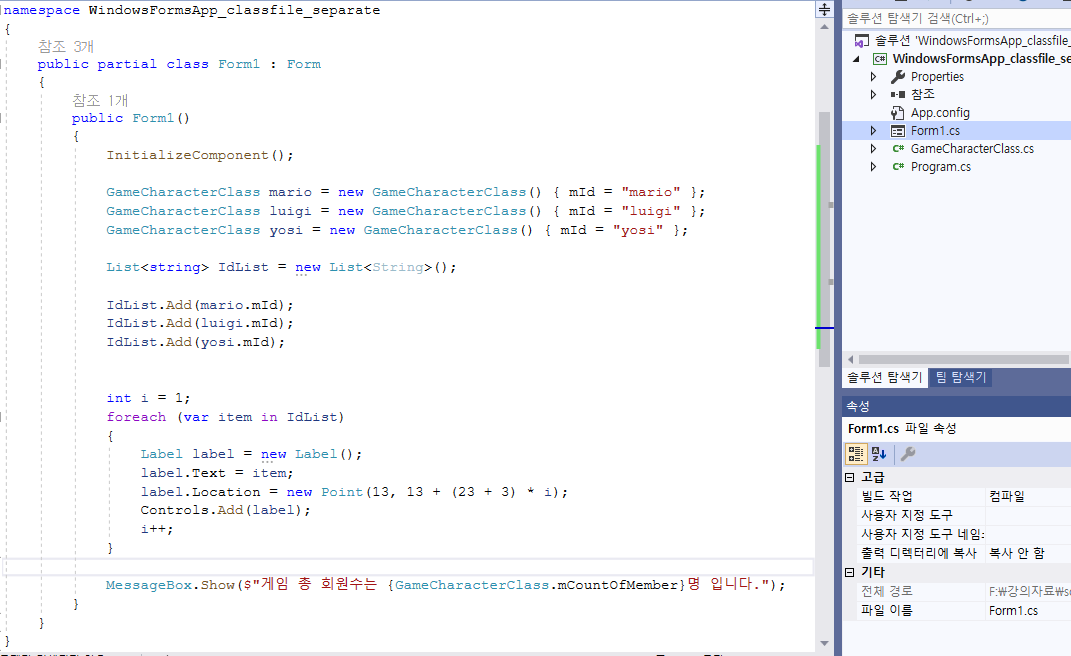 namespace WindowsFormsApp_classfile_separate
{
참조 3개
public partial class Form1 : Form
{
참조 1개
public Form1()
{
InitializeComponent();
GameCharacterClass mario = new GameCharacterClass() { mId = "mario" };
GameCharacterClass luigi = new GameCharacterClass() { mId = "luigi" };
GameCharacterClass yosi = new GameCharacterClass() { mId = "yosi" };
List<string> IdList = new List<String>();
IdList.Add(mario.mId);
IdList.Add(luigi.mId);
IdList.Add(yosi.mId);
int i = 1;
foreach (var item in IdList)
{
Label label = new Label();
label.Text = item;
label.Location = new Point(13, 13 + (23 + 3) * i);
Controls.Add(label);
i++;
}
MessageBox.Show($"게임 총 회원수는 {GameCharacterClass.mCountOfMember}명 입니다.");
}
}
}
솔루션 탐색기 검색(Ctrl+;)
솔루션 'WindowsFormsApp_classfile_
C# WindowsFormsApp_classfile_se
Properties
참조
App.config
Form1.cs
C# GameCharacterClass.cs
C# Program.cs
솔루션 탐색기 팀 탐색기
속성
Form1.cs 파일 속성
고급
빌드 작업 컴파일
사용자 지정 도구
사용자 지정 도구 네임:
출력 디렉터리에 복사 복사 안 함
기타
전체 경로 F:₩강의자료₩so
파일 이름 Form1.cs